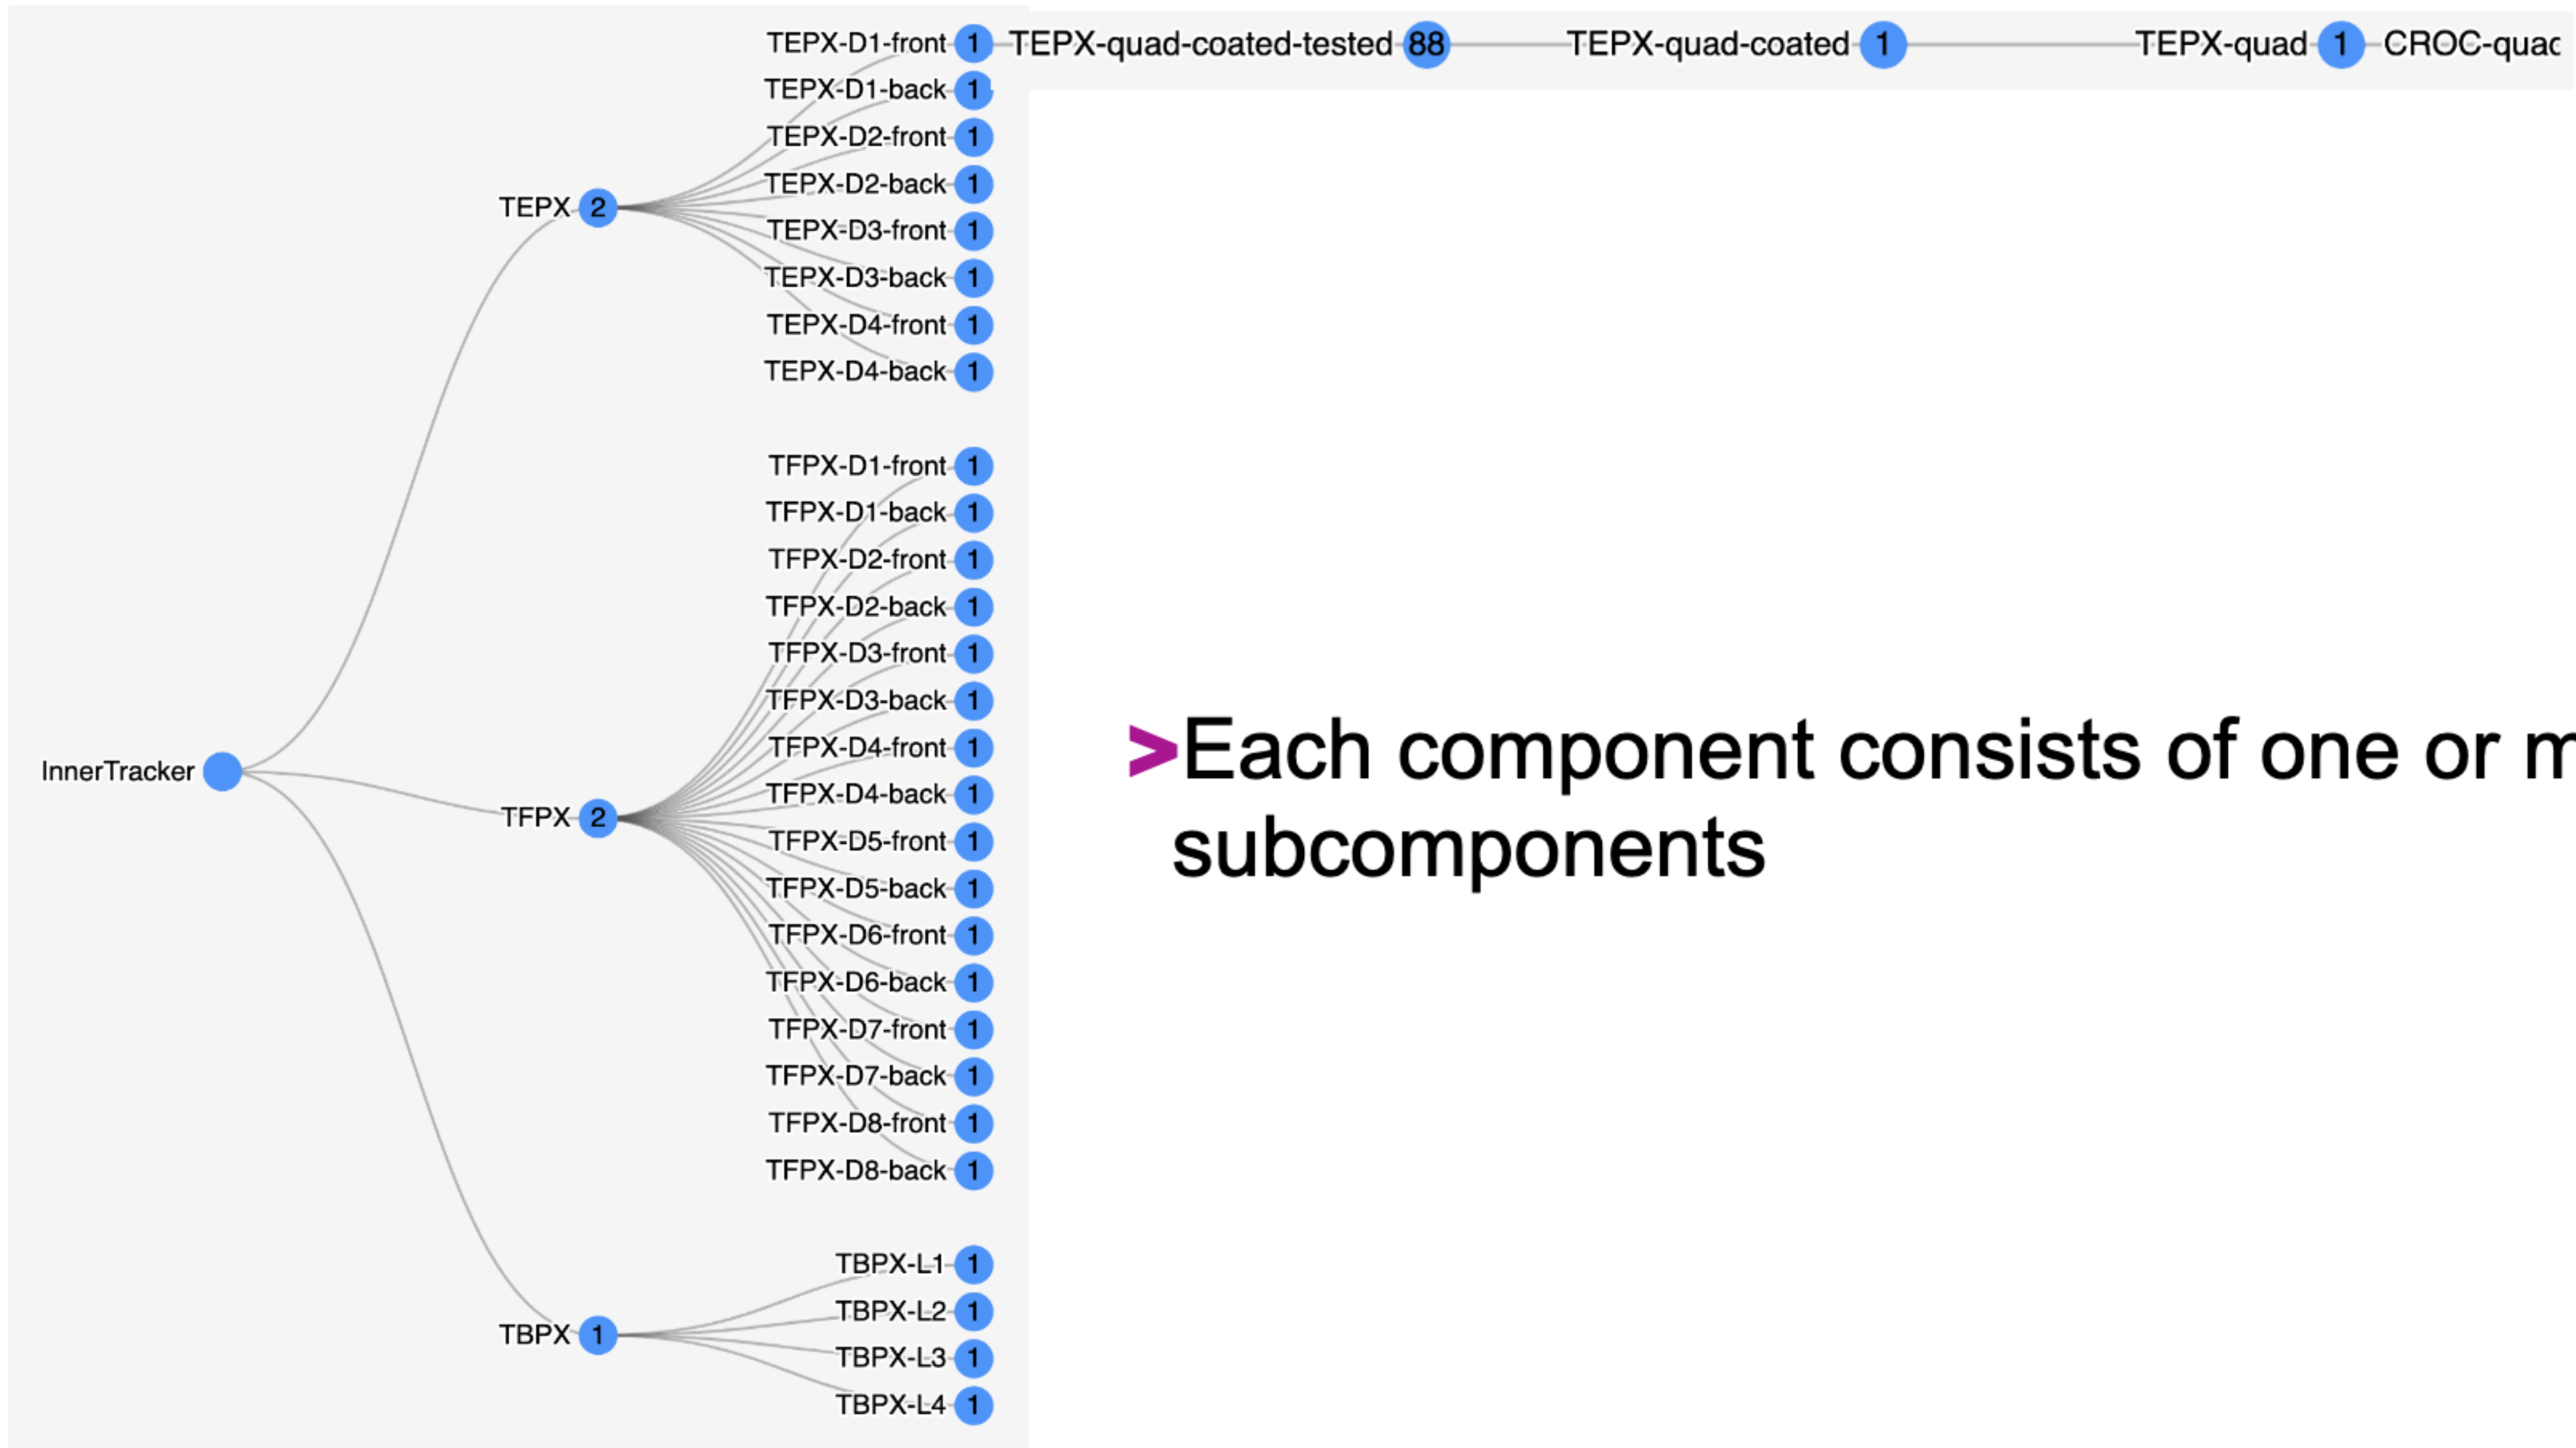 TEPX-D1-front 1 TEPX-quad-coated-tested 88 TEPX-quad-coated 1 TEPX-quad 1
TEPX-D1-back 1
TEPX-D2-front 1
TEPX-D2-back 1
TEPX 2
TEPX-D3-front 1
TEPX-D3-back 1
TEPX-D4-front 1
TEPX-D4-back 1
TFPX-D1-front 1
TFPX-D1-back 1
TFPX-D2-front 1
TFPX-D2-back 1
TFPX-D3-front 1
TFPX-D3-back 1
TFPX-D4-front 1
InnerTracker
TFPX-D4-back 1
TFPX 2
TFPX-D5-front 1
TFPX-D5-back 1
TFPX-D6-front 1
TFPX-D6-back 1
TFPX-D7-front 1
TFPX-D7-back 1
TFPX-D8-front 1
TFPX-D8-back 1
TBPX-L1 1
TBPX-L2 1
TBPX 1
TBPX-L3 1
TBPX-L4 1
>Each component consists of one or
subcomponents